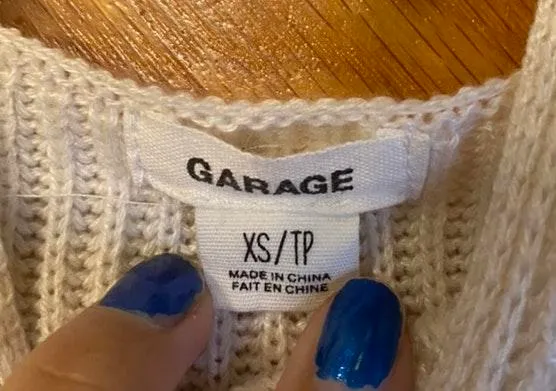 GARAGE
XS/TP
MADE IN CHINA
FAIT EN CHINE